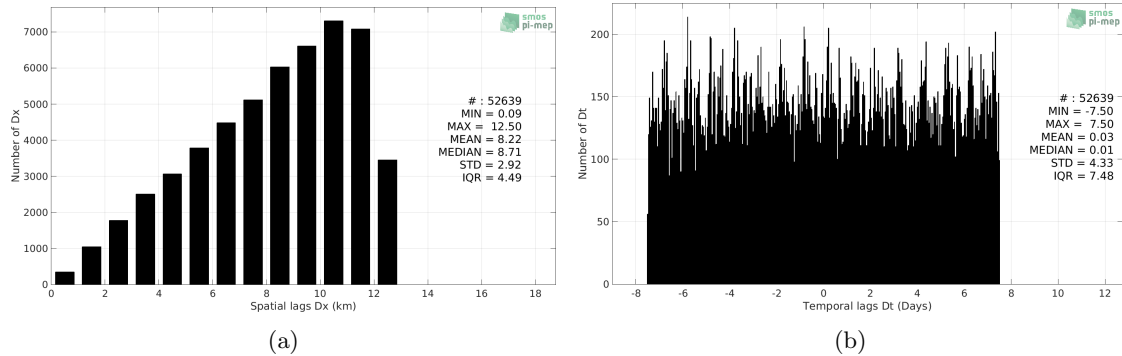 7000
6000
5000
4000
3000
2000
1000
0
Number of Dx
0 2 4 6 8 10 12 14 16 18
Spatial lags Dx (km)
smos
pi-mep
# : 52639
MIN = 0.09
MAX = 12.50
MEAN = 8.22
MEDIAN = 8.71
STD = 2.92
IQR = 4.49
(a)
200
150
100
50
0
Number of Dt
-8 -6 -4 -2 0 2 4 6 8 10 12
Temporal lags Dt (Days)
smos
pi-mep
# : 52639
MIN = -7.50
MAX = 7.50
MEAN = 0.03
MEDIAN = 0.01
STD = 4.33
IQR = 7.48
(b)